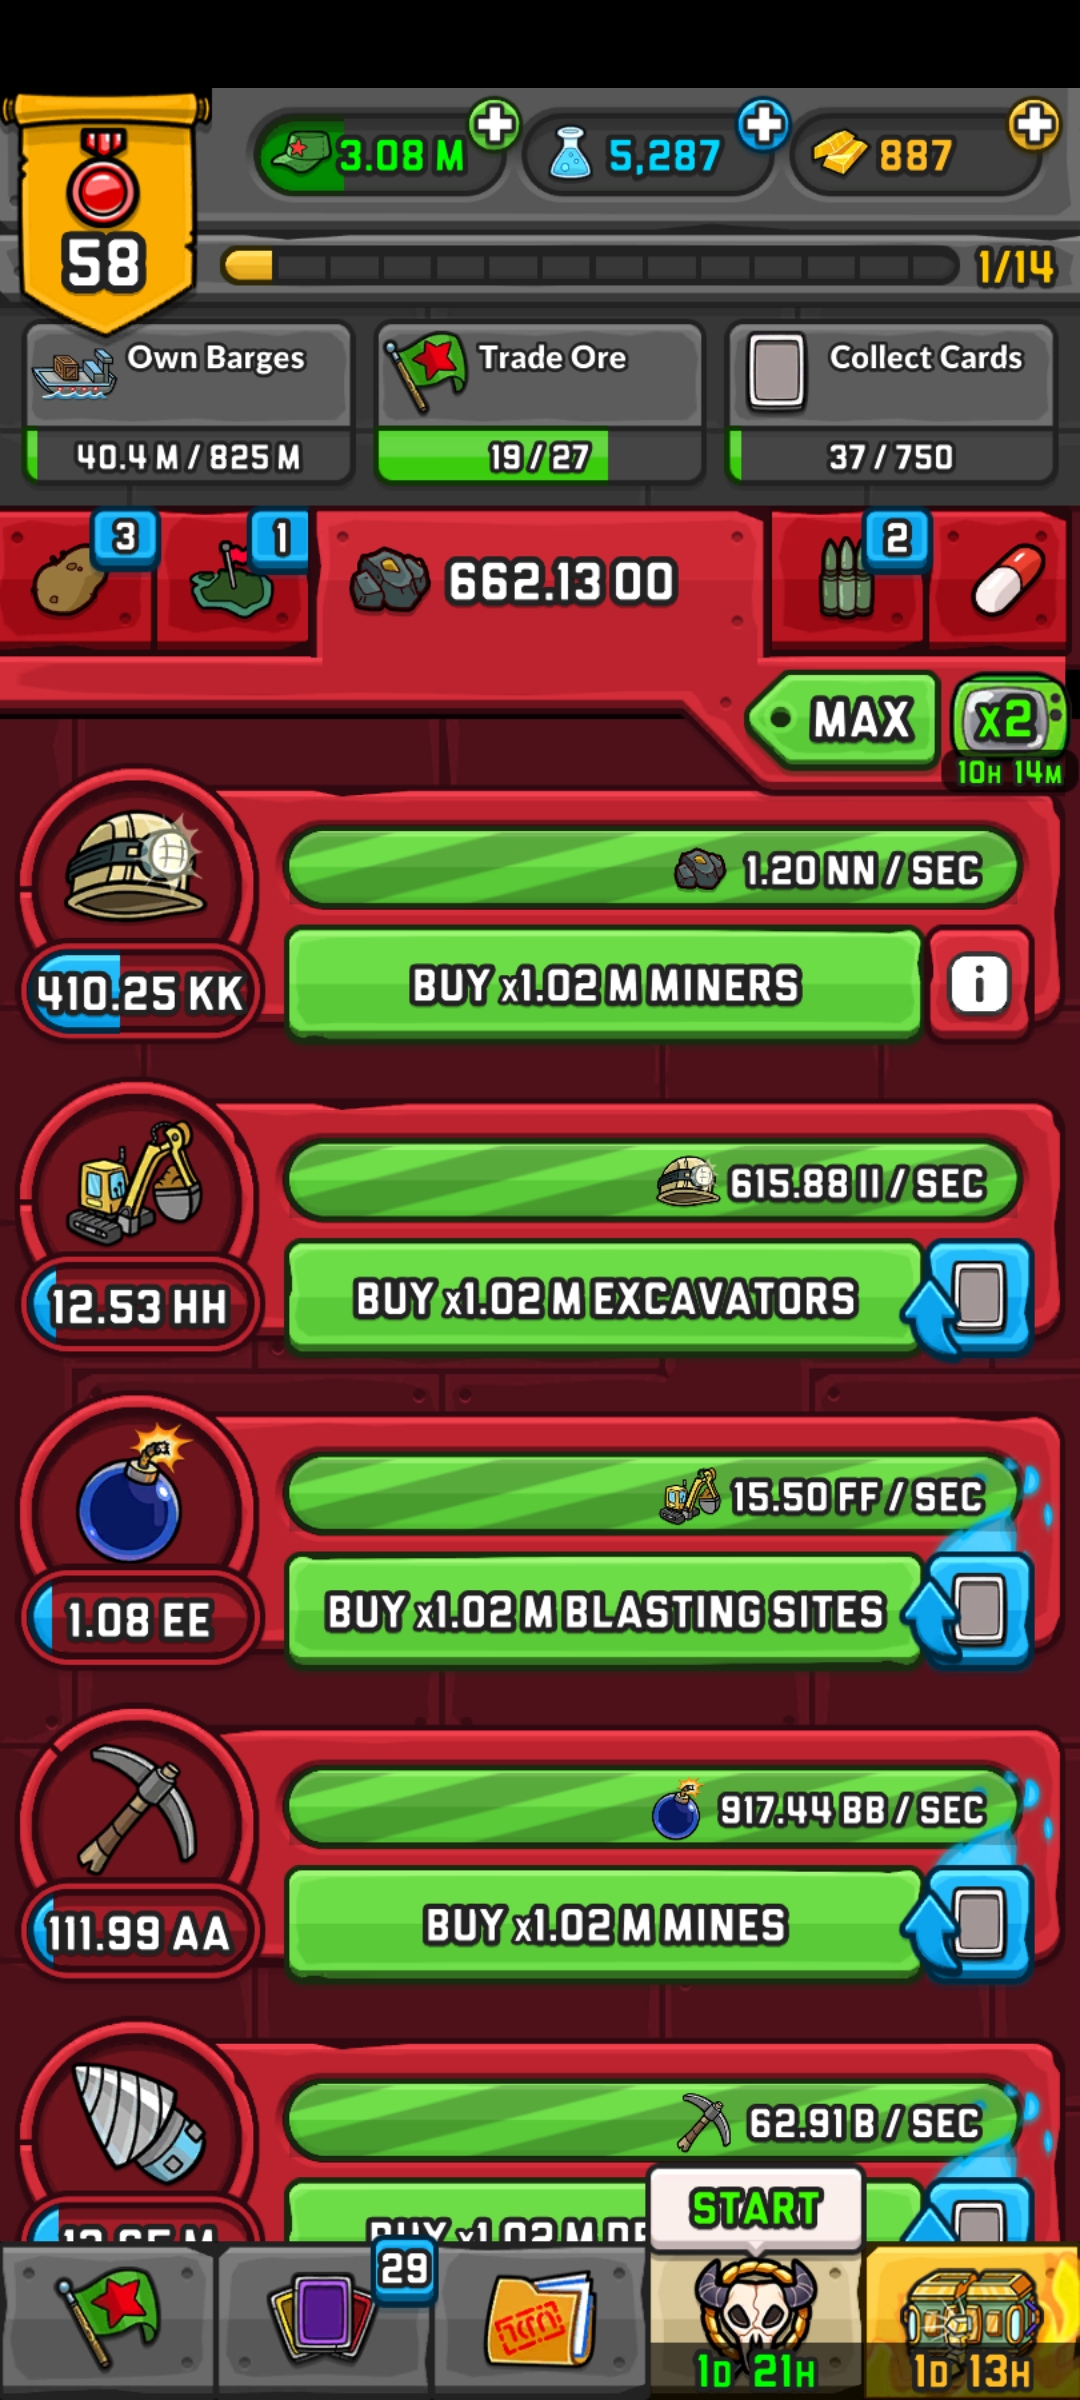 58
3.08 M
5,287
887
1/14
Own Barges
40.4 M / 825 M
Trade Ore
19 / 27
Collect Cards
37 / 750
3
1
662.13 OO
2
MAX
x2
10H 14M
1.20 NN / SEC
410.25 KK
BUY x1.02 M MINERS
i
615.88 II / SEC
12.53 HH
BUY x1.02 M EXCAVATORS
15.50 FF / SEC
1.08 EE
BUY x1.02 M BLASTING SITES
917.44 BB / SEC
111.99 AA
BUY x1.02 M MINES
62.91 B / SEC
BUY x1.02 M
START
29
1D 21H
1D 13H